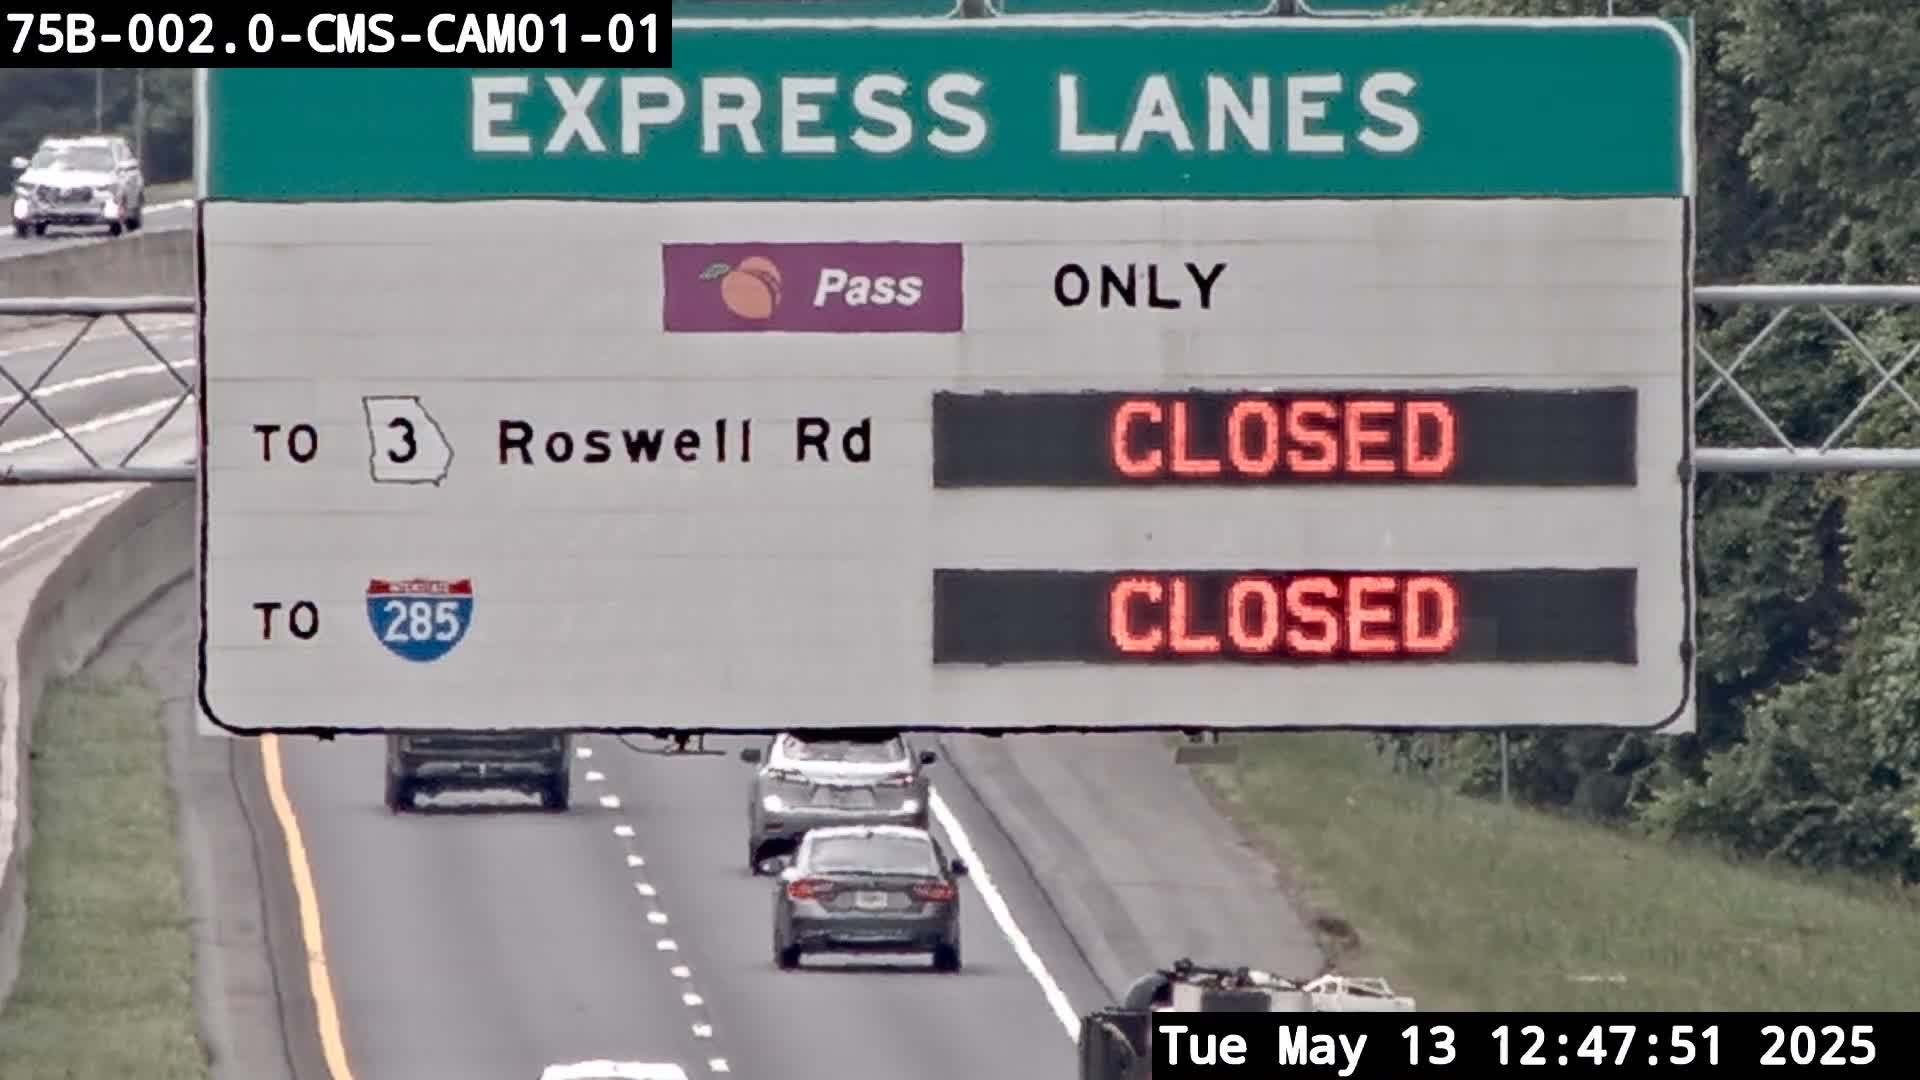 75B-002.0-CMS-CAM01-01
EXPRESS LANES
Pass ONLY
TO 3 Roswell Rd CLOSED
TO INTERSTATE 285 CLOSED
Tue May 13 12:47:51 2025